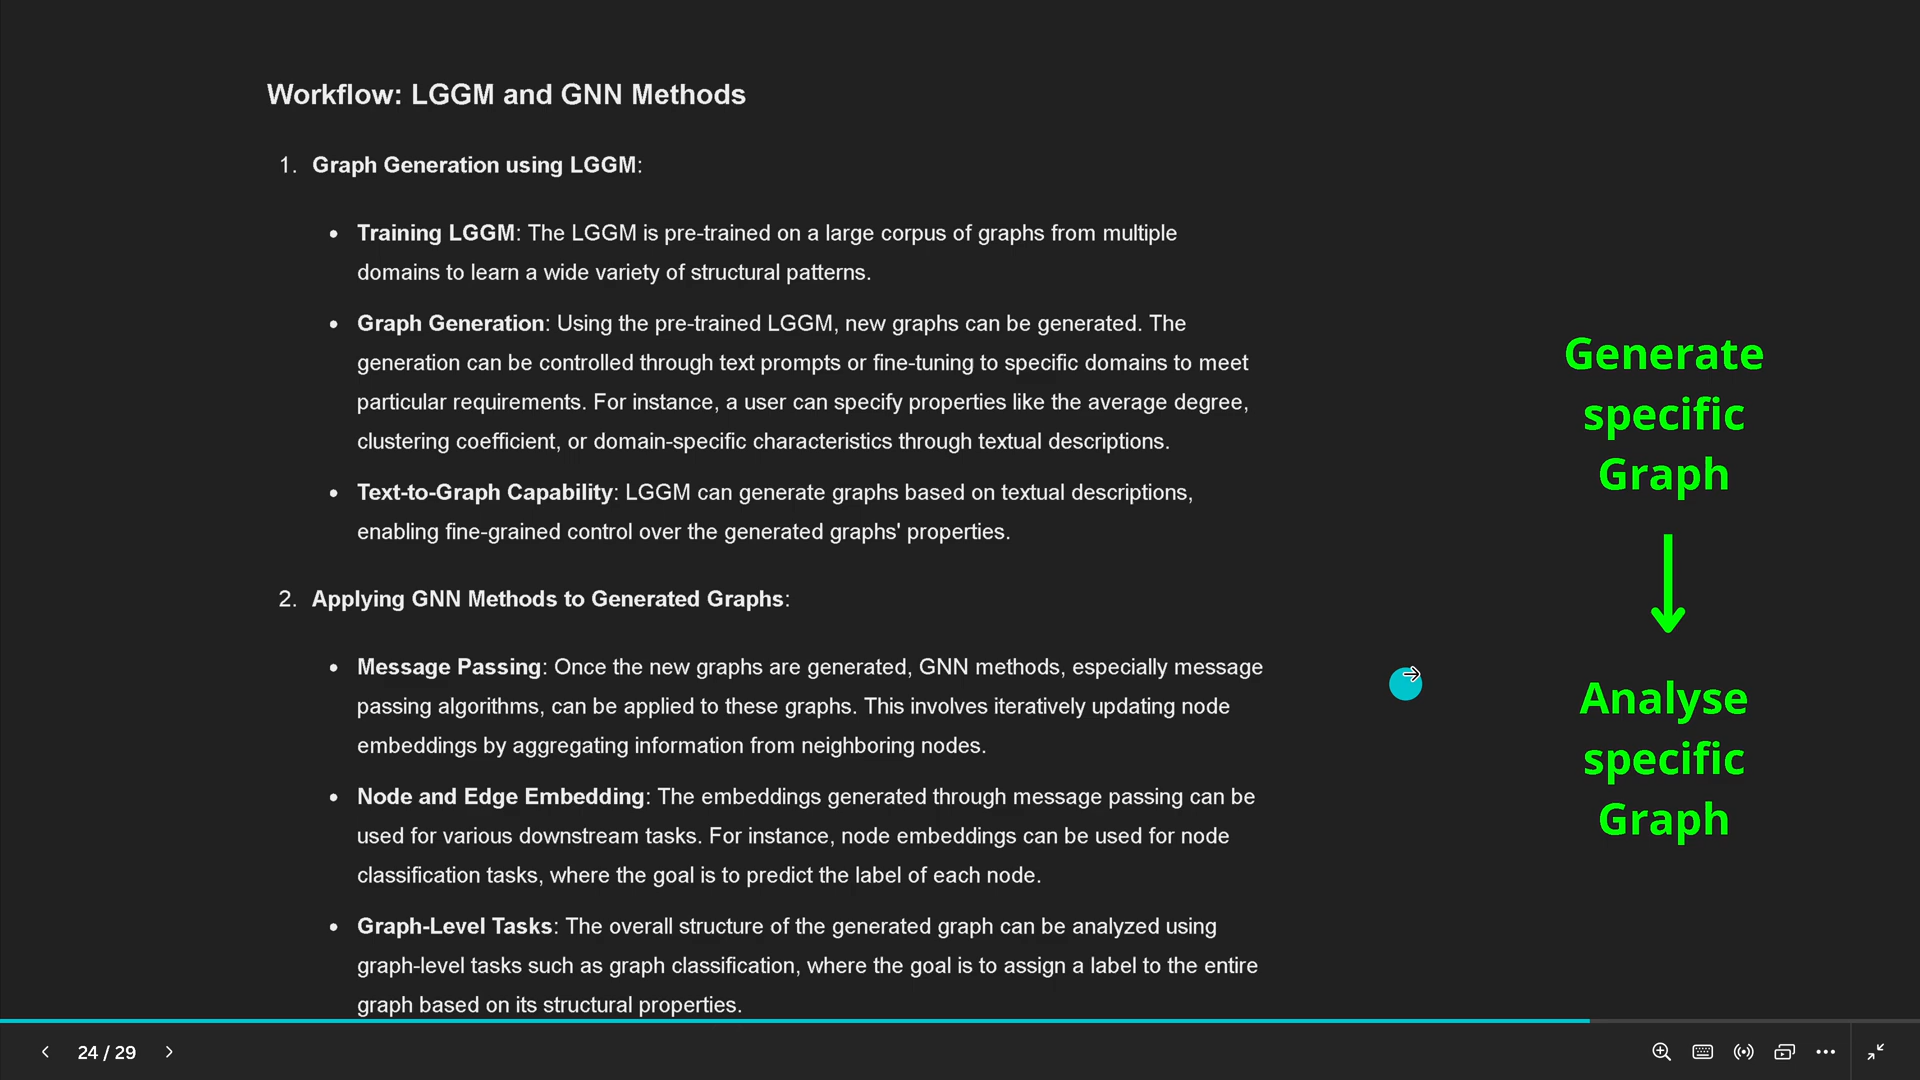 Workflow: LGGM and GNN Methods
1. Graph Generation using LGGM:
• Training LGGM: The LGGM is pre-trained on a large corpus of graphs from multiple
domains to learn a wide variety of structural patterns.
• Graph Generation: Using the pre-trained LGGM, new graphs can be generated. The
generation can be controlled through text prompts or fine-tuning to specific domains to meet
particular requirements. For instance, a user can specify properties like the average degree,
clustering coefficient, or domain-specific characteristics through textual descriptions.
• Text-to-Graph Capability: LGGM can generate graphs based on textual descriptions,
enabling fine-grained control over the generated graphs' properties.
2. Applying GNN Methods to Generated Graphs:
• Message Passing: Once the new graphs are generated, GNN methods, especially message
passing algorithms, can be applied to these graphs. This involves iteratively updating node
embeddings by aggregating information from neighboring nodes.
• Node and Edge Embedding: The embeddings generated through message passing can be
used for various downstream tasks. For instance, node embeddings can be used for node
classification tasks, where the goal is to predict the label of each node.
• Graph-Level Tasks: The overall structure of the generated graph can be analyzed using
graph-level tasks such as graph classification, where the goal is to assign a label to the entire
graph based on its structural properties.
Generate
specific
Graph
Analyse
specific
Graph
24 / 29